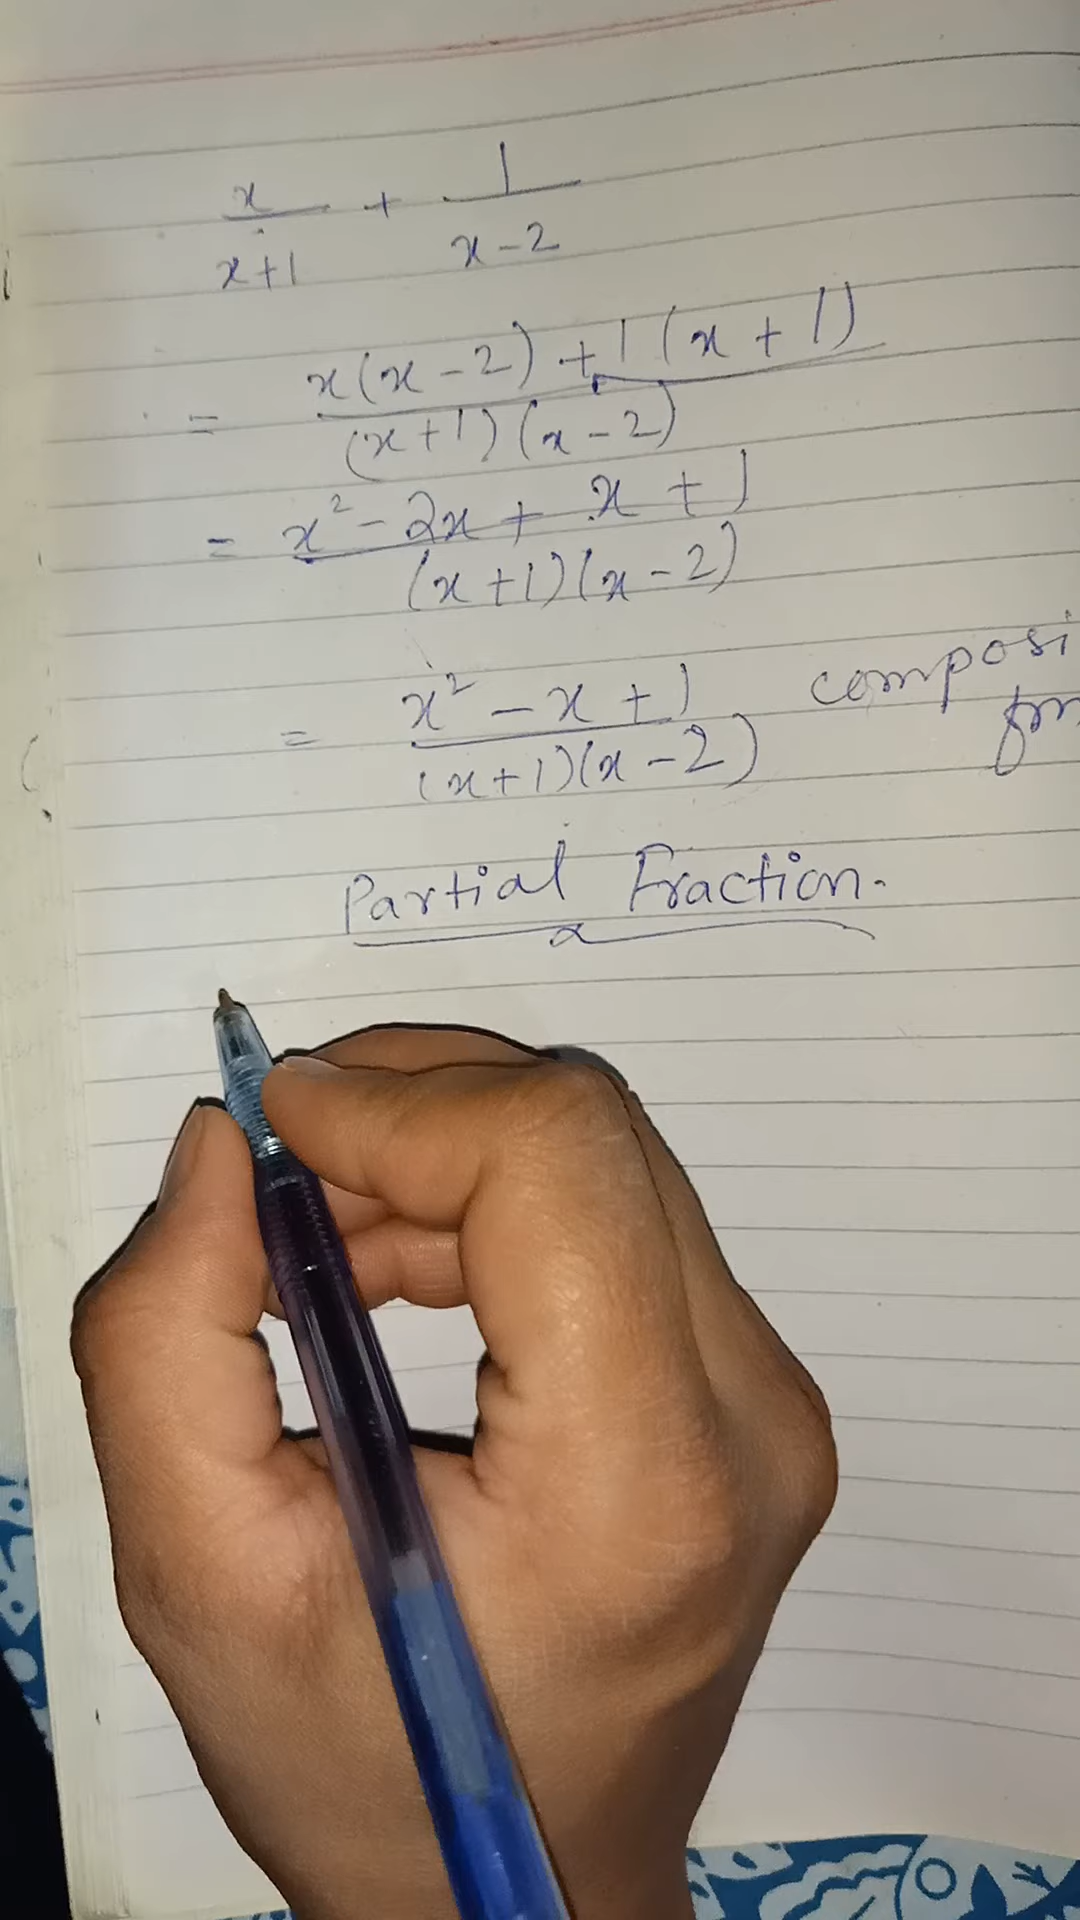 x/(x+1) + 1/(x-2)
= (x(x-2) + 1(x+1))/((x+1)(x-2))
= (x² - 2x + x + 1)/((x+1)(x-2))
= (x² - x + 1)/((x+1)(x-2)) composi
Partial Fraction.